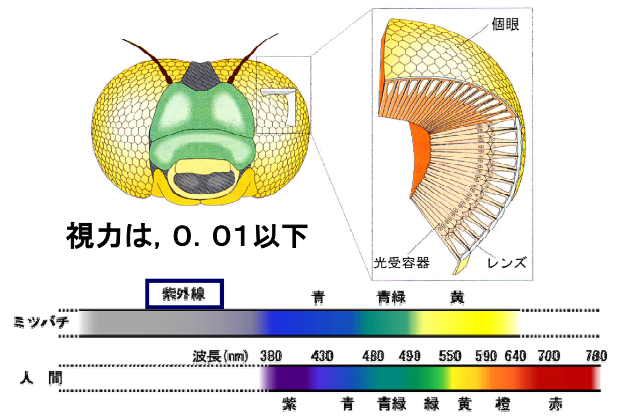 個眼
視力は，０．０１以下
光受容器
レンズ
紫外線
青 青緑 黄
ミツバチ
波長(nm) 380 430 480 490 550 590 640 700 780
人 間
紫 青 青緑 緑 黄 橙 赤